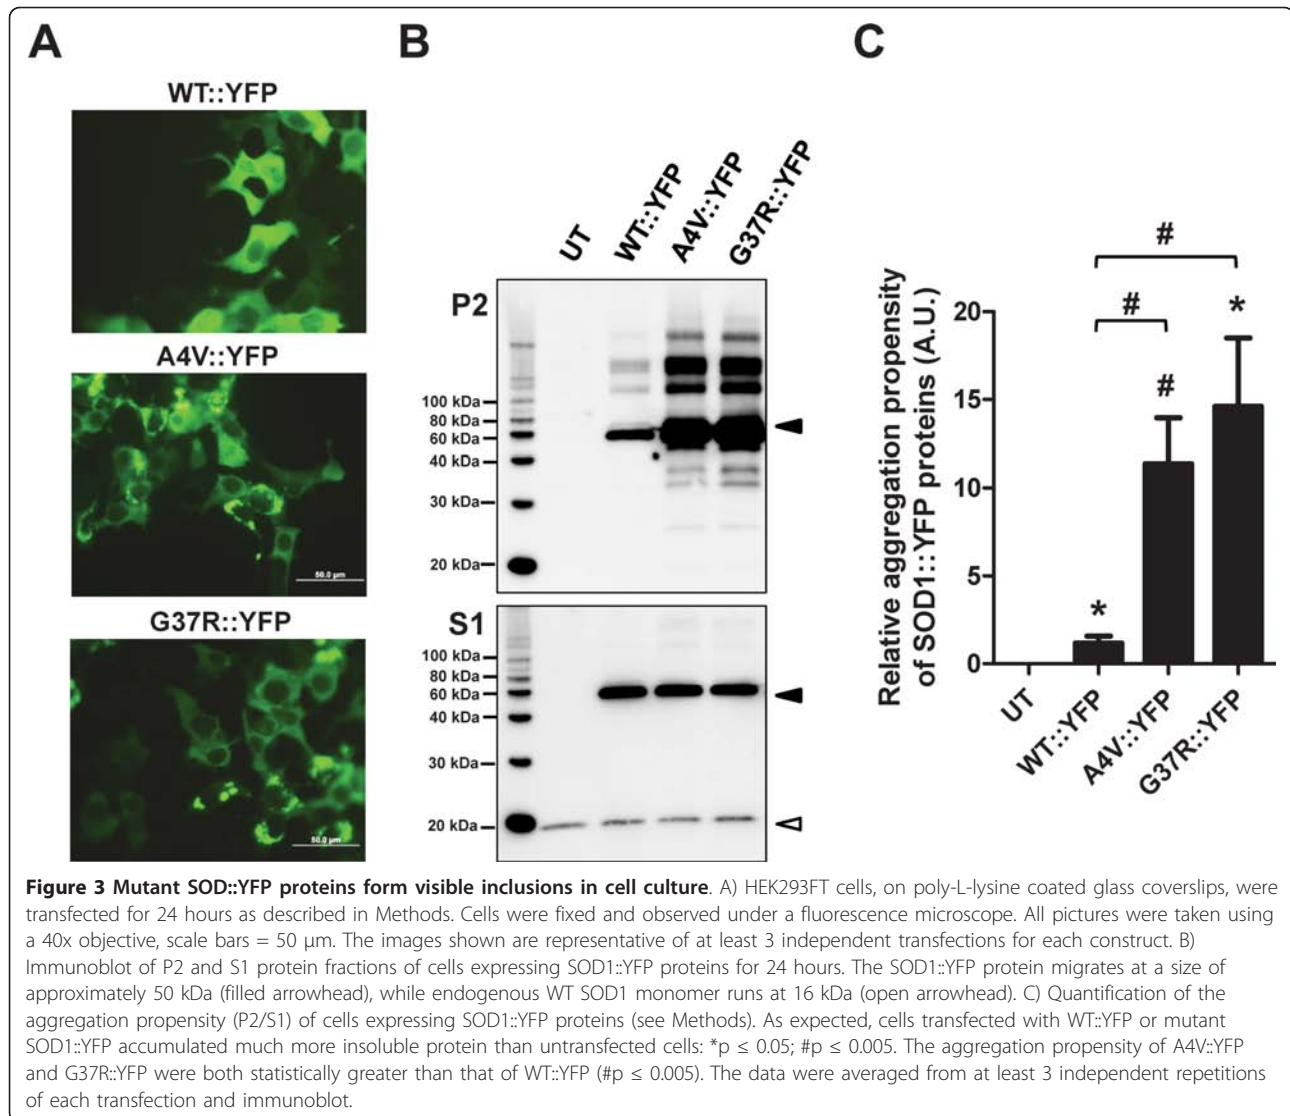 A
B
C
WT::YFP
A4V::YFP
50.0 µm
G37R::YFP
50.0 µm
UT
WT::YFP
A4V::YFP
G37R::YFP
P2
100 kDa
80 kDa
60 kDa
40 kDa
30 kDa
20 kDa
S1
100 kDa
80 kDa
60 kDa
40 kDa
30 kDa
20 kDa
Relative aggregation propensity
of SOD1::YFP proteins (A.U.)
20
15
10
5
0
#
#
*
#
*
UT
WT::YFP
A4V::YFP
G37R::YFP
Figure 3 Mutant SOD::YFP proteins form visible inclusions in cell culture. A) HEK293FT cells, on poly-L-lysine coated glass coverslips, were
transfected for 24 hours as described in Methods. Cells were fixed and observed under a fluorescence microscope. All pictures were taken using
a 40x objective, scale bars = 50 µm. The images shown are representative of at least 3 independent transfections for each construct. B)
Immunoblot of P2 and S1 protein fractions of cells expressing SOD1::YFP proteins for 24 hours. The SOD1::YFP protein migrates at a size of
approximately 50 kDa (filled arrowhead), while endogenous WT SOD1 monomer runs at 16 kDa (open arrowhead). C) Quantification of the
aggregation propensity (P2/S1) of cells expressing SOD1::YFP proteins (see Methods). As expected, cells transfected with WT::YFP or mutant
SOD1::YFP accumulated much more insoluble protein than untransfected cells: *p ≤ 0.05; #p ≤ 0.005. The aggregation propensity of A4V::YFP
and G37R::YFP were both statistically greater than that of WT::YFP (#p ≤ 0.005). The data were averaged from at least 3 independent repetitions
of each transfection and immunoblot.